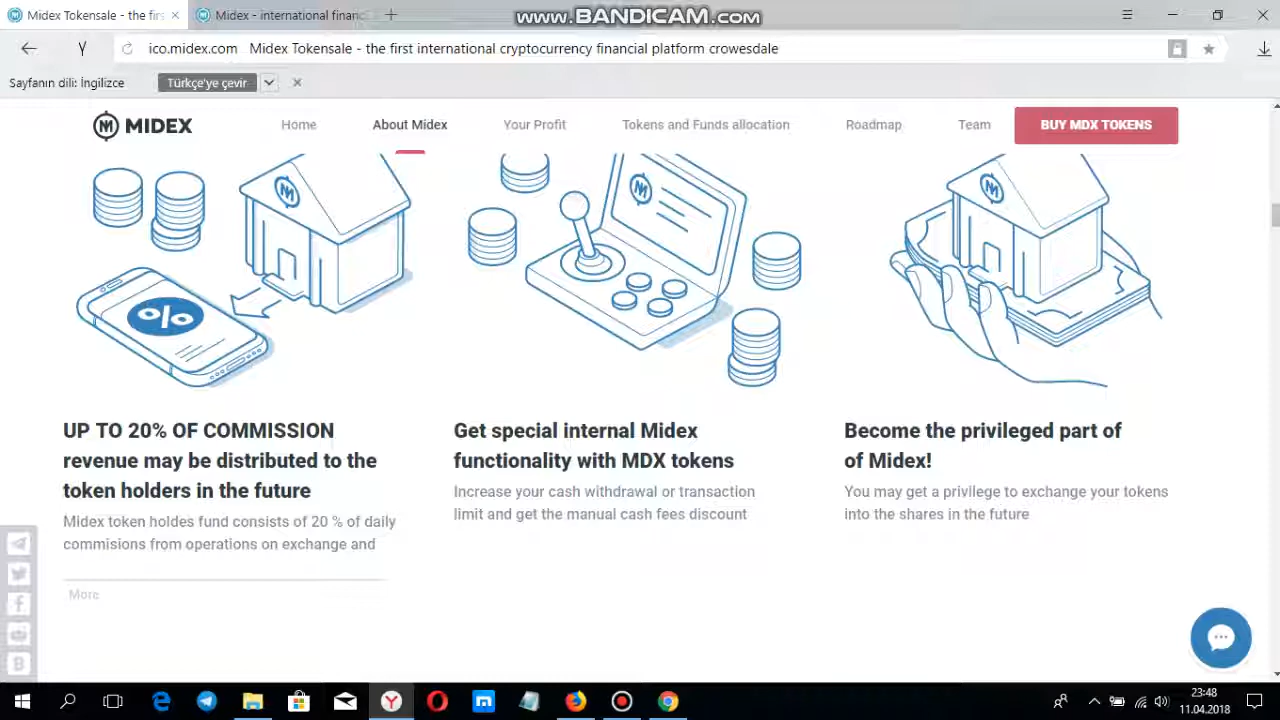 Midex Tokensale - the firs
Midex - international financ
www.BANDICAM.com
ico.midex.com Midex Tokensale - the first international cryptocurrency financial platform crowesdale
Sayfanın dili: İngilizce
Türkçe'ye çevir
MIDEX
Home
About Midex
Your Profit
Tokens and Funds allocation
Roadmap
Team
BUY MDX TOKENS
%
UP TO 20% OF COMMISSION
revenue may be distributed to the
token holders in the future
Midex token holdes fund consists of 20 % of daily
commisions from operations on exchange and
More
Get special internal Midex
functionality with MDX tokens
Increase your cash withdrawal or transaction
limit and get the manual cash fees discount
Become the privileged part of
of Midex!
You may get a privilege to exchange your tokens
into the shares in the future
23:48
11.04.2018